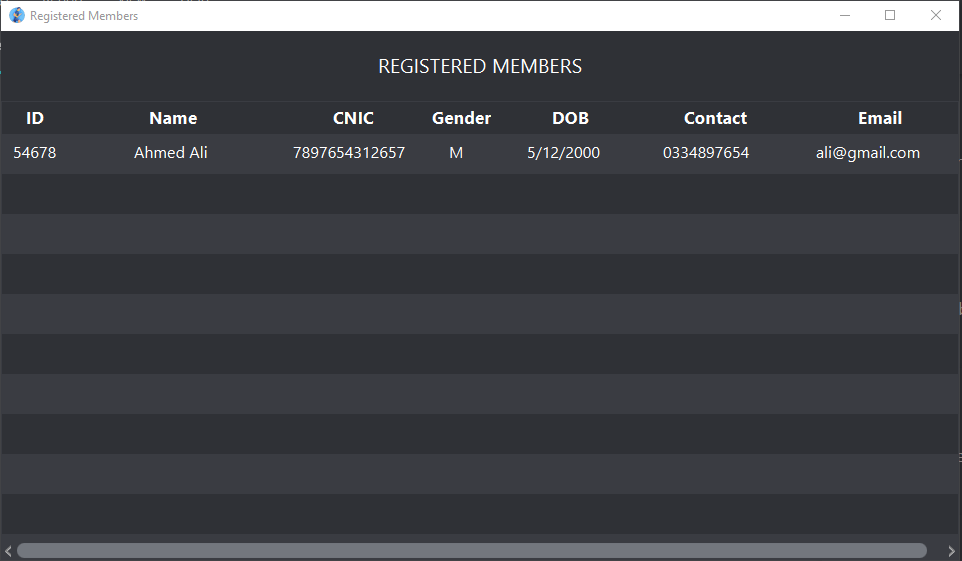 Registered Members
REGISTERED MEMBERS
ID Name CNIC Gender DOB Contact Email
54678 Ahmed Ali 7897654312657 M 5/12/2000 0334897654 ali@gmail.com